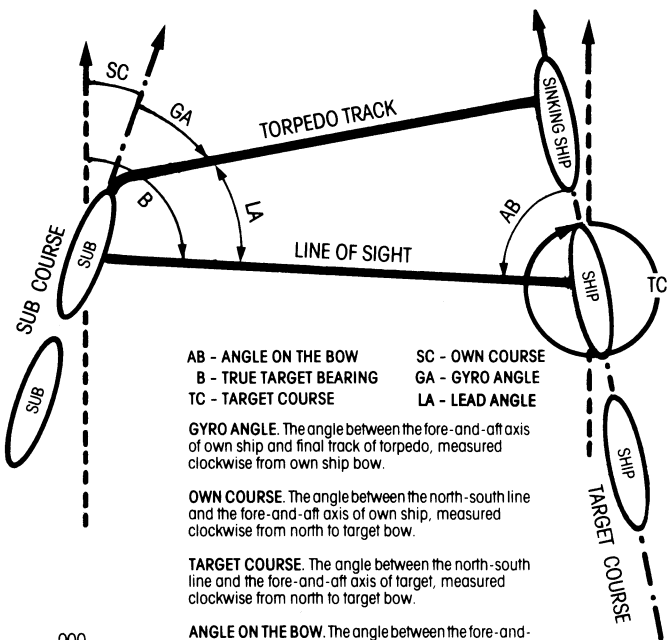 SC
GA
TORPEDO TRACK
SINKING SHIP
B
LA
AB
SUB
LINE OF SIGHT
SHIP
TC
SUB COURSE
SUB
AB - ANGLE ON THE BOW
B - TRUE TARGET BEARING
TC - TARGET COURSE
SC - OWN COURSE
GA - GYRO ANGLE
LA - LEAD ANGLE
SHIP
TARGET COURSE
GYRO ANGLE. The angle between the fore-and-aft axis
of own ship and final track of torpedo, measured
clockwise from own ship bow.
OWN COURSE. The angle between the north-south line
and the fore-and-aft axis of own ship, measured
clockwise from north to target bow.
TARGET COURSE. The angle between the north-south
line and the fore-and-aft axis of target, measured
clockwise from north to target bow.
ANGLE ON THE BOW. The angle between the fore-and-